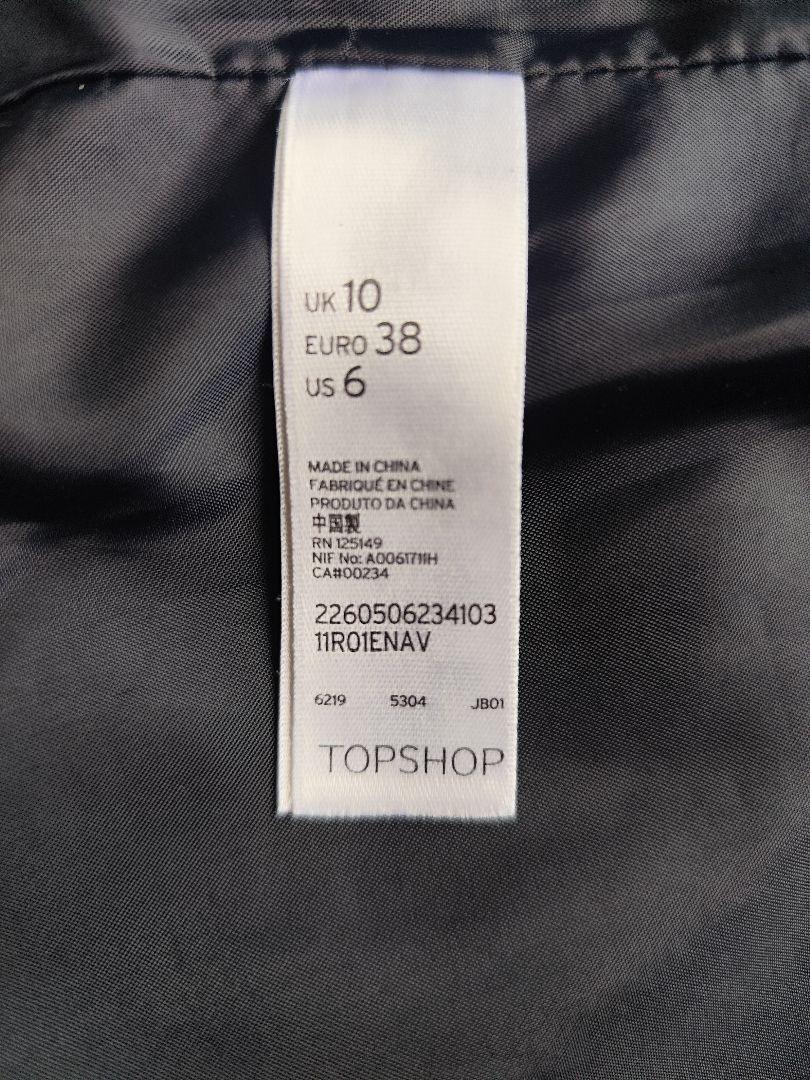 UK 10
EURO 38
US 6
MADE IN CHINA
FABRIQUÉ EN CHINE
PRODUTO DA CHINA
中国製
RN 125149
NIF No: A0061711H
CA#00234
2260506234103
11R01ENAV
6219 5304 JB01
TOPSHOP